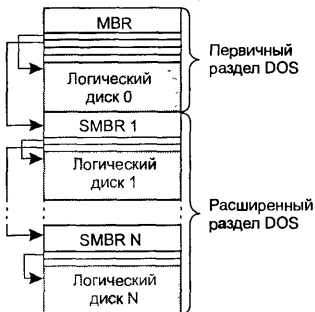 MBR
Первичный
раздел DOS
Логический
диск 0
SMBR 1
Логический
диск 1
Расширенный
раздел DOS
SMBR N
Логический
диск N